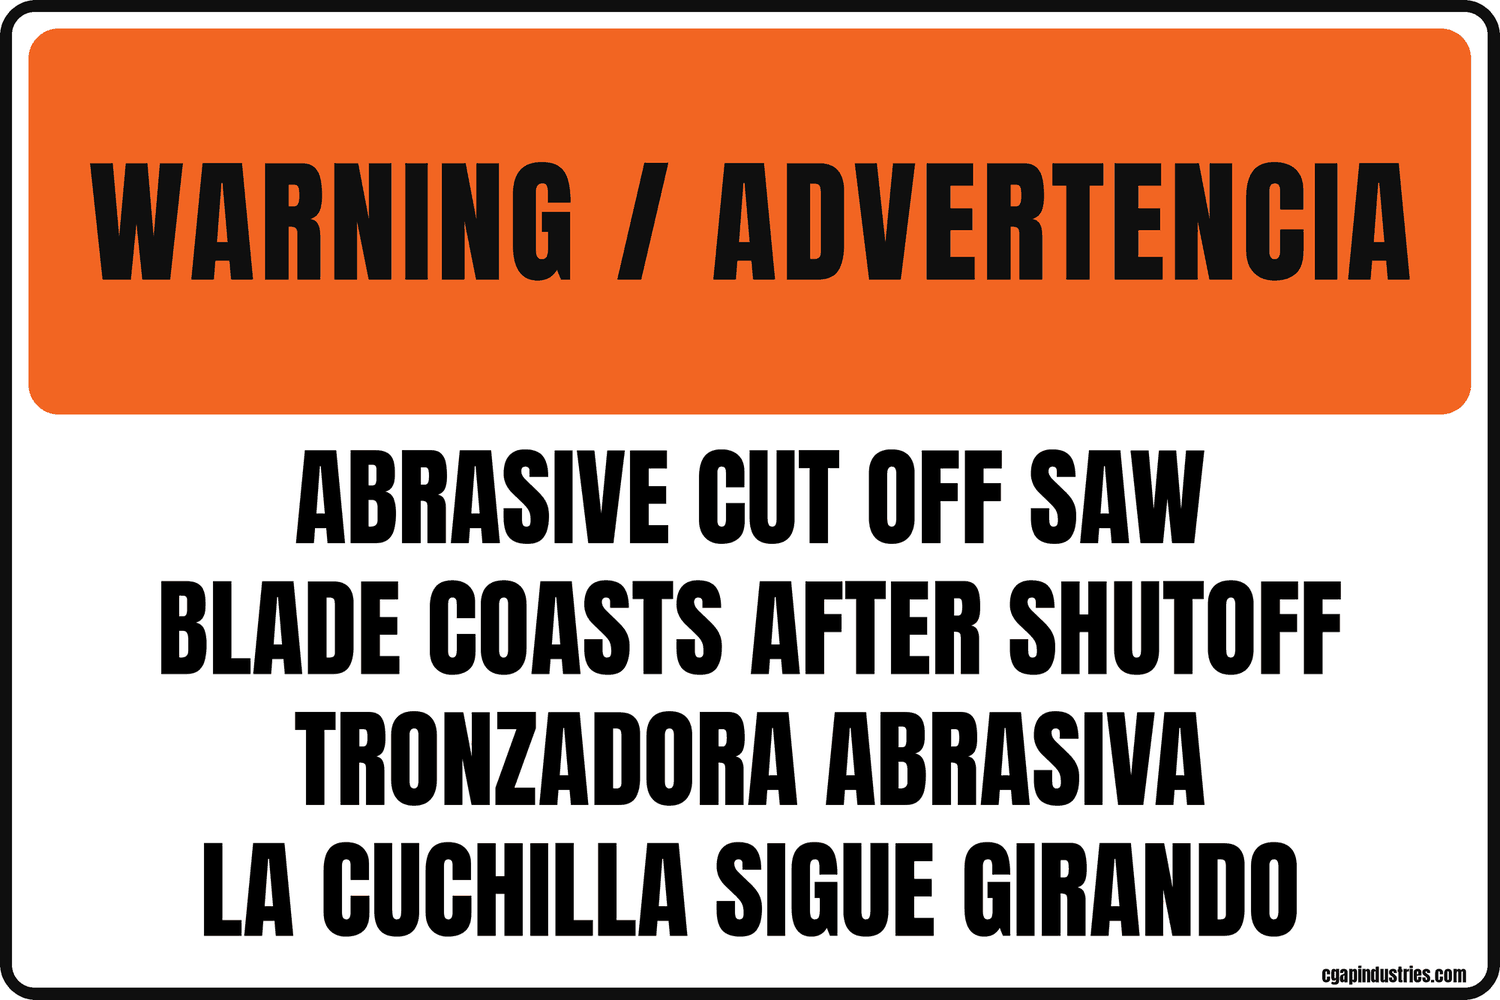 WARNING / ADVERTENCIA
ABRASIVE CUT OFF SAW
BLADE COASTS AFTER SHUTOFF
TRONZADORA ABRASIVA
LA CUCHILLA SIGUE GIRANDO
cgapindustries.com